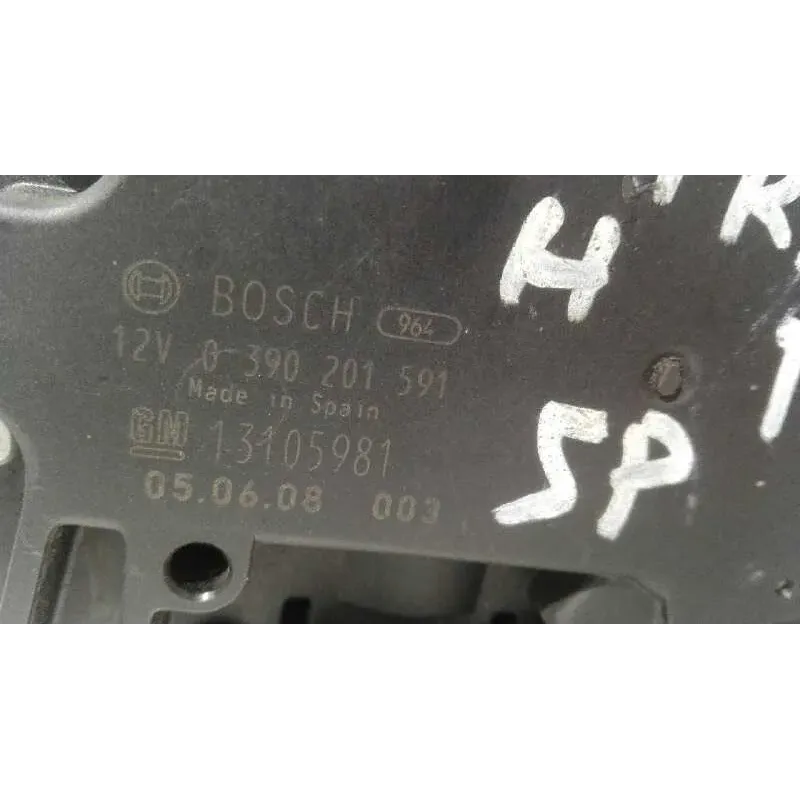 BOSCH 964
12V 0 390 201 591
Made in Spain
GM 13105981
05.06.08 003
H
5P